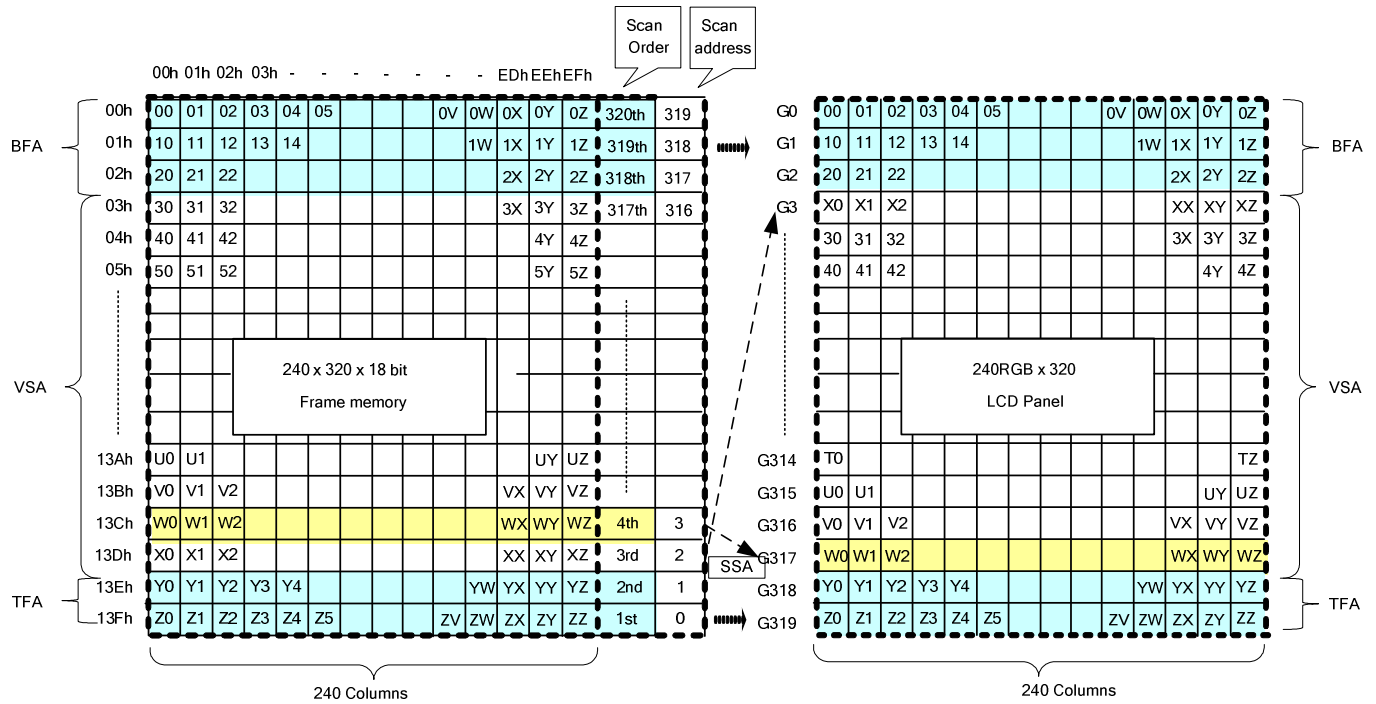 Scan Order
Scan address
00h 01h 02h 03h - - - - - - - EDh EEh EFh
00h 00 01 02 03 04 05 0V 0W 0X 0Y 0Z 320th 319 G0 00 01 02 03 04 05 0V 0W 0X 0Y 0Z
01h 10 11 12 13 14 1W 1X 1Y 1Z 319th 318 G1 10 11 12 13 14 1W 1X 1Y 1Z
BFA BFA
02h 20 21 22 2X 2Y 2Z 318th 317 G2 20 21 22 2X 2Y 2Z
03h 30 31 32 3X 3Y 3Z 317th 316 G3 X0 X1 X2 XX XY XZ
04h 40 41 42 4Y 4Z 30 31 32 3X 3Y 3Z
05h 50 51 52 5Y 5Z 40 41 42 4Y 4Z
240 x 320 x 18 bit
Frame memory
240RGB x 320
LCD Panel
VSA VSA
13Ah U0 U1 UY UZ G314 T0 TZ
13Bh V0 V1 V2 VX VY VZ G315 U0 U1 UY UZ
13Ch W0 W1 W2 WX WY WZ 4th 3 G316 V0 V1 V2 VX VY VZ
13Dh X0 X1 X2 XX XY XZ 3rd 2 SSA G317 W0 W1 W2 WX WY WZ
13Eh Y0 Y1 Y2 Y3 Y4 YW YX YY YZ 2nd 1 G318 Y0 Y1 Y2 Y3 Y4 YW YX YY YZ
TFA TFA
13Fh Z0 Z1 Z2 Z3 Z4 Z5 ZV ZW ZX ZY ZZ 1st 0 G319 Z0 Z1 Z2 Z3 Z4 Z5 ZV ZW ZX ZY ZZ
240 Columns
240 Columns